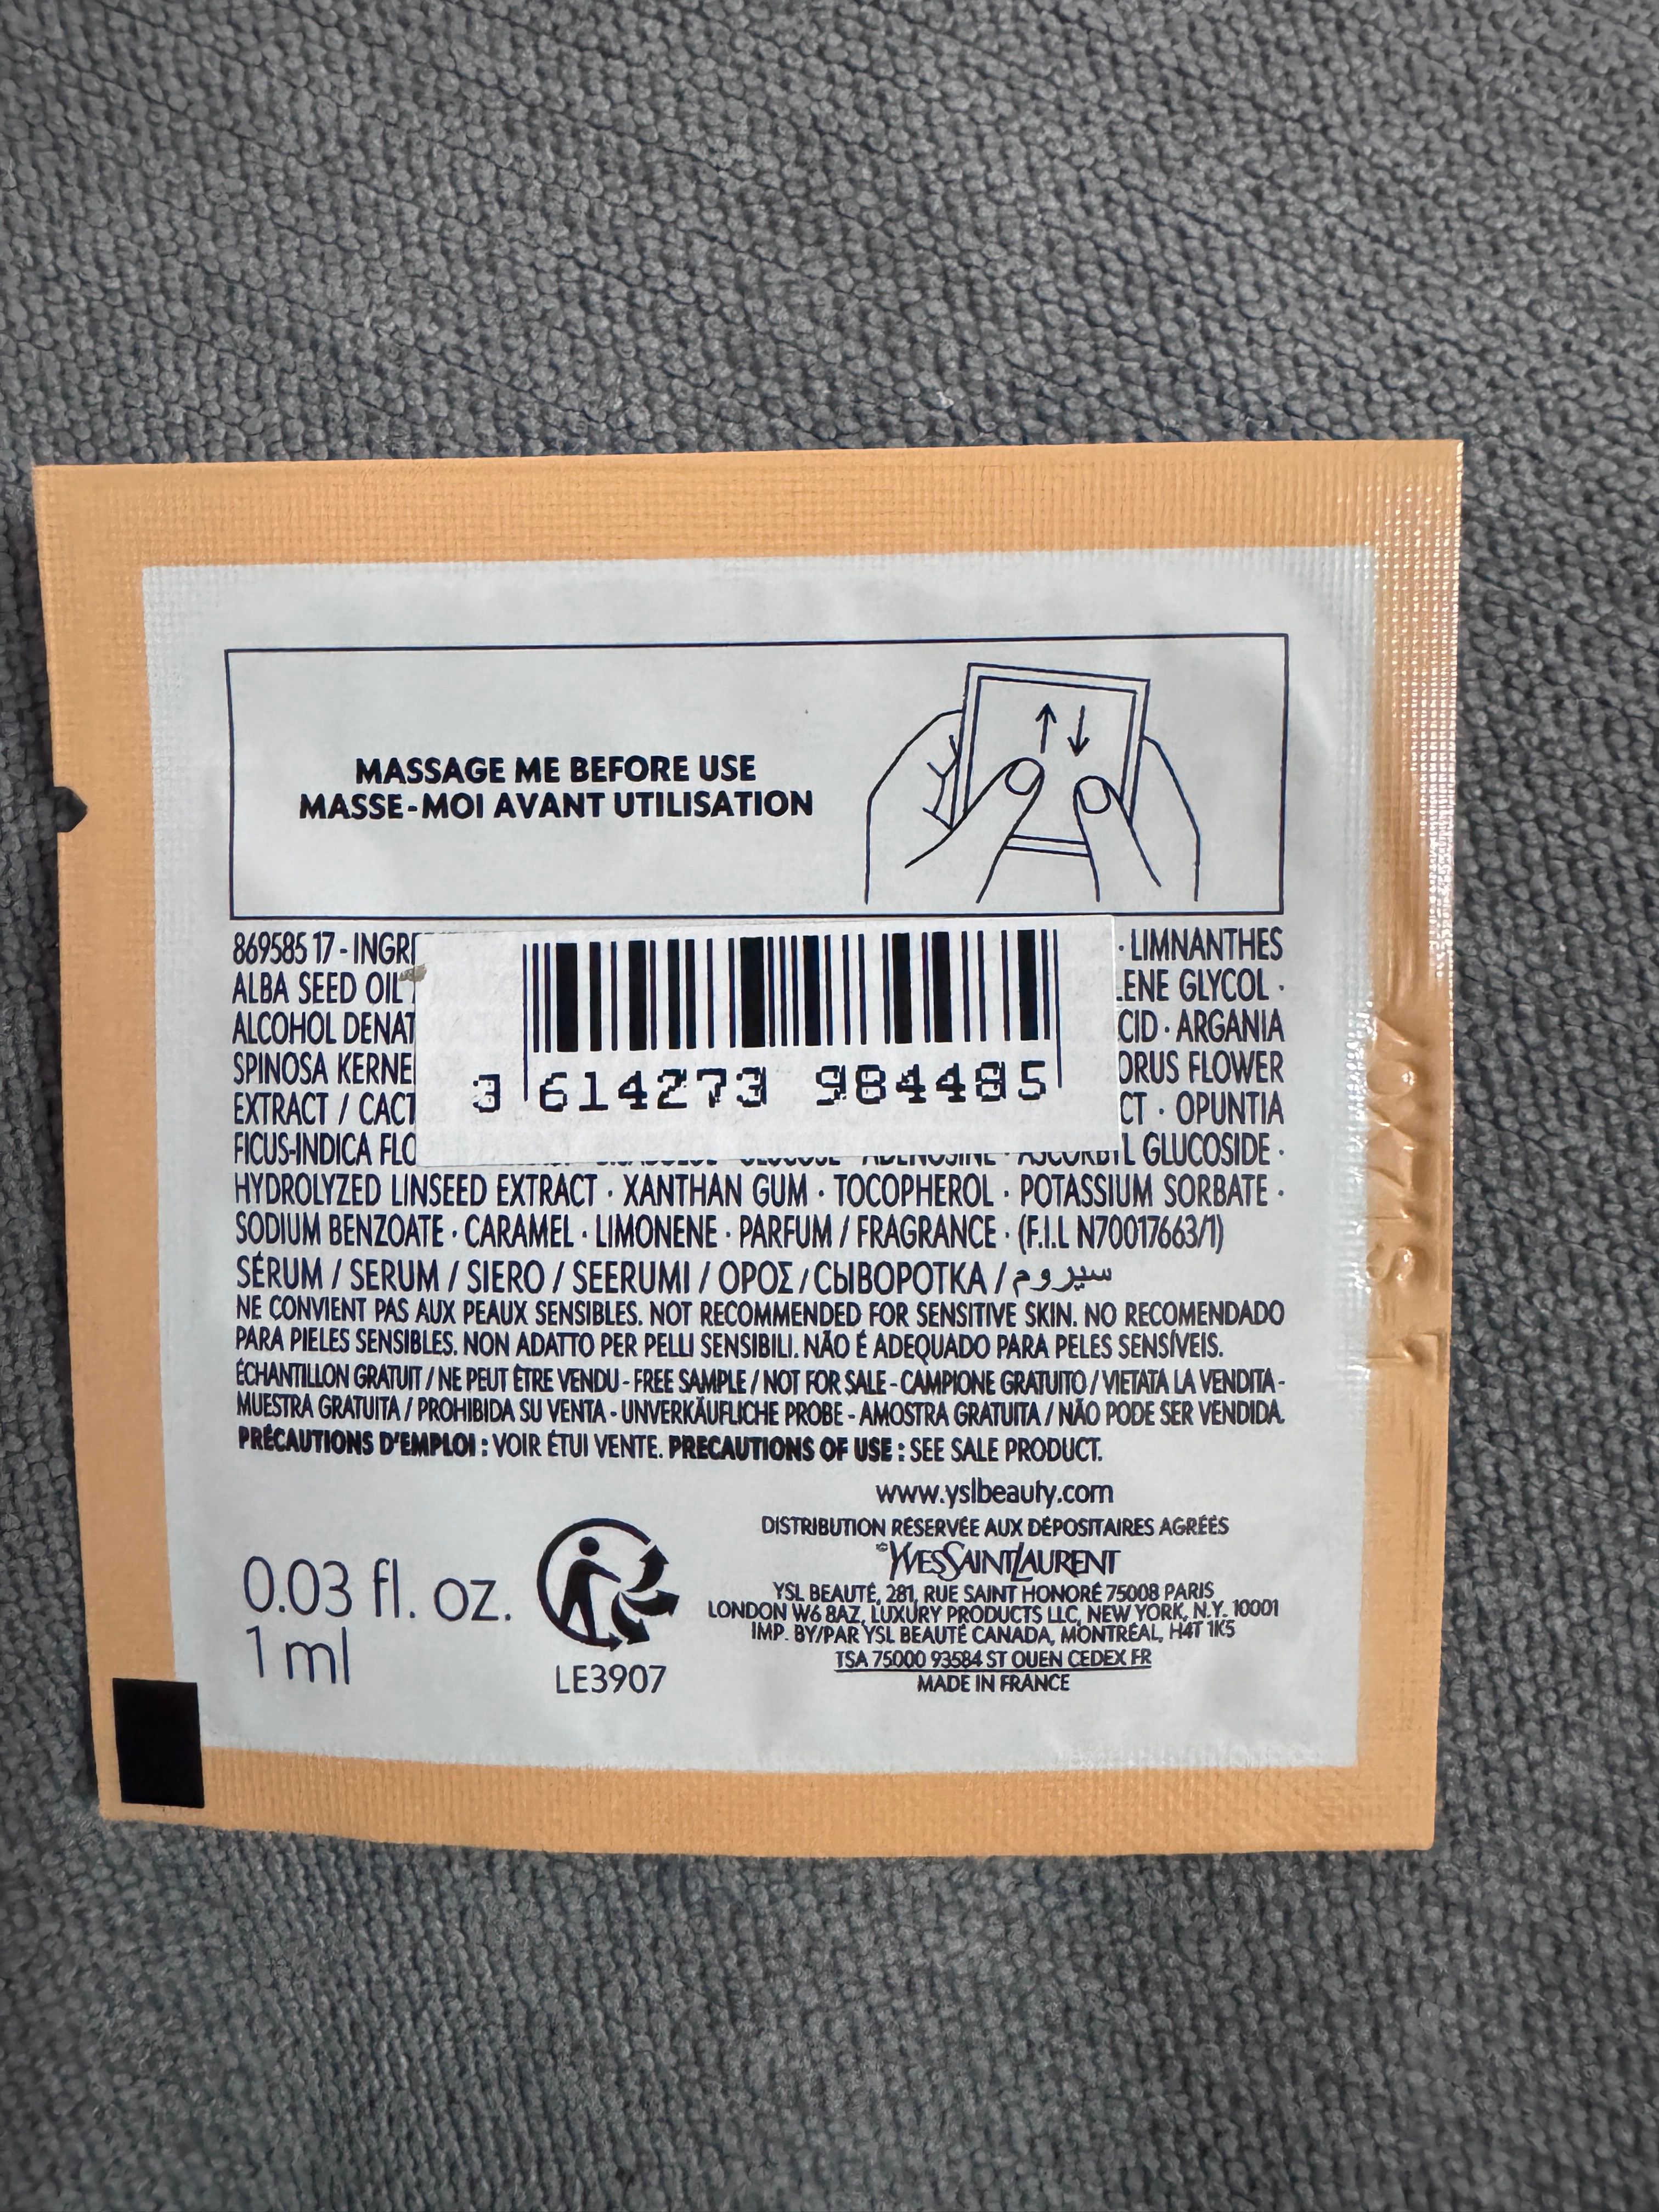 MASSAGE ME BEFORE USE
MASSE-MOI AVANT UTILISATION
869585 17 - INGR · LIMNANTHES
ALBA SEED OIL ENE GLYCOL ·
ALCOHOL DENAT CID · ARGANIA
SPINOSA KERNE ORUS FLOWER
EXTRACT / CACT CT · OPUNTIA
FICUS-INDICA FLO GLUCOSE · ADENOSINE · ASCORBYL GLUCOSIDE ·
3 614273 984485
HYDROLYZED LINSEED EXTRACT · XANTHAN GUM · TOCOPHEROL · POTASSIUM SORBATE ·
SODIUM BENZOATE · CARAMEL · LIMONENE · PARFUM / FRAGRANCE · (F.I.L N70017663/1)
SÉRUM / SERUM / SIERO / SEERUMI / ΟΡΟΣ / СЫВОРОТКА / سيروم
NE CONVIENT PAS AUX PEAUX SENSIBLES. NOT RECOMMENDED FOR SENSITIVE SKIN. NO RECOMENDADO
PARA PIELES SENSIBLES. NON ADATTO PER PELLI SENSIBILI. NÃO É ADEQUADO PARA PELES SENSÍVEIS.
ÉCHANTILLON GRATUIT / NE PEUT ÊTRE VENDU - FREE SAMPLE / NOT FOR SALE - CAMPIONE GRATUITO / VIETATA LA VENDITA -
MUESTRA GRATUITA / PROHIBIDA SU VENTA - UNVERKÄUFLICHE PROBE - AMOSTRA GRATUITA / NÃO PODE SER VENDIDA.
PRÉCAUTIONS D'EMPLOI : VOIR ÉTUI VENTE. PRECAUTIONS OF USE : SEE SALE PRODUCT.
www.yslbeauty.com
DISTRIBUTION RÉSERVÉE AUX DÉPOSITAIRES AGRÉÉS
© YVESSAINTLAURENT
YSL BEAUTÉ, 281, RUE SAINT HONORÉ 75008 PARIS
LONDON W6 8AZ, LUXURY PRODUCTS LLC, NEW YORK, N.Y. 10001
IMP. BY/PAR YSL BEAUTÉ CANADA, MONTRÉAL, H4T 1K5
TSA 75000 93584 ST OUEN CEDEX FR
MADE IN FRANCE
0.03 fl. oz.
1 ml
LE3907